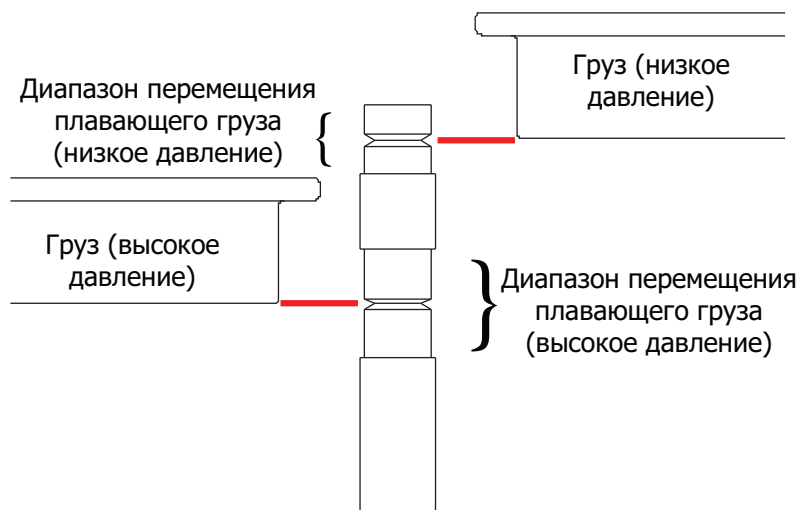 Груз (низкое
давление)
Диапазон перемещения
плавающего груза
(низкое давление)
Груз (высокое
давление)
Диапазон перемещения
плавающего груза
(высокое давление)